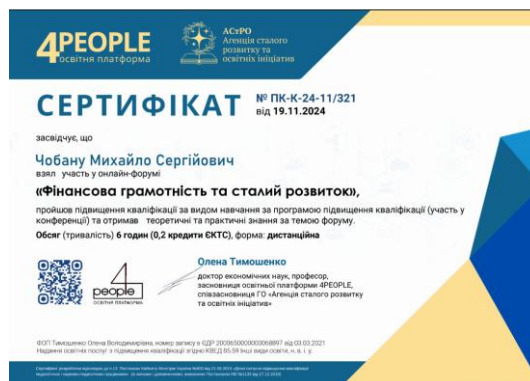 4PEOPLE
освітня платформа
АСтРО
Агенція сталого
розвитку та
освітніх ініціатив
СЕРТИФІКАТ
№ ПК-К-24-11/321
від 19.11.2024
засвідчує, що
Чобану Михайло Сергійович
взяв участь у онлайн-форумі
«Фінансова грамотність та сталий розвиток»,
пройшов підвищення кваліфікації за видом навчання за програмою підвищення кваліфікації (участь у
конференції) та отримав теоретичні та практичні знання за темою форуму.
Обсяг (тривалість) 6 годин (0,2 кредити ЄКТС), форма: дистанційна
4
people
освітня платформа
Олена Тимошенко
доктор економічних наук, професор,
засновниця освітньої платформи 4PEOPLE,
співзасновниця ГО «Агенція сталого розвитку
та освітніх ініціатив»
ФОП Тимошенко Олена Володимирівна, номер запису в ЄДР 2006500000000068897 від 03.03.2021
Надання освітніх послуг з підвищення кваліфікації згідно КВЕД 85.59 Інші види освіти, н. в. і. у.